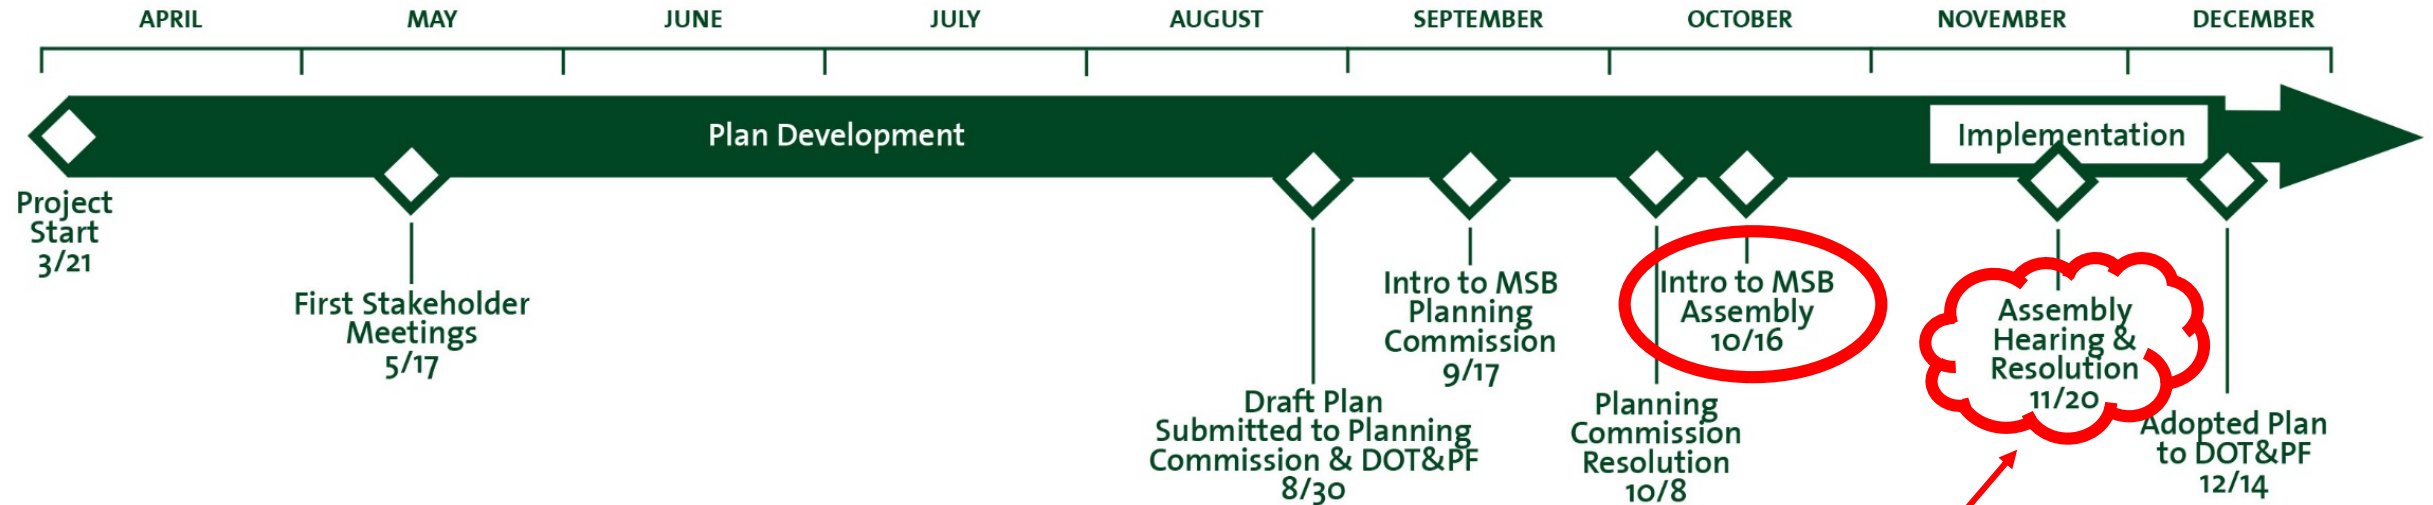 APRIL
MAY
JUNE
JULY
AUGUST
SEPTEMBER
OCTOBER
NOVEMBER
DECEMBER
Plan Development
Implementation
Project
Start
3/21
First Stakeholder
Meetings
5/17
Draft Plan
Submitted to Planning
Commission & DOT&PF
8/30
Intro to MSB
Planning
Commission
9/17
Planning
Commission
Resolution
10/8
Intro to MSB
Assembly
10/16
Assembly
Hearing &
Resolution
11/20
Adopted Plan
to DOT&PF
12/14